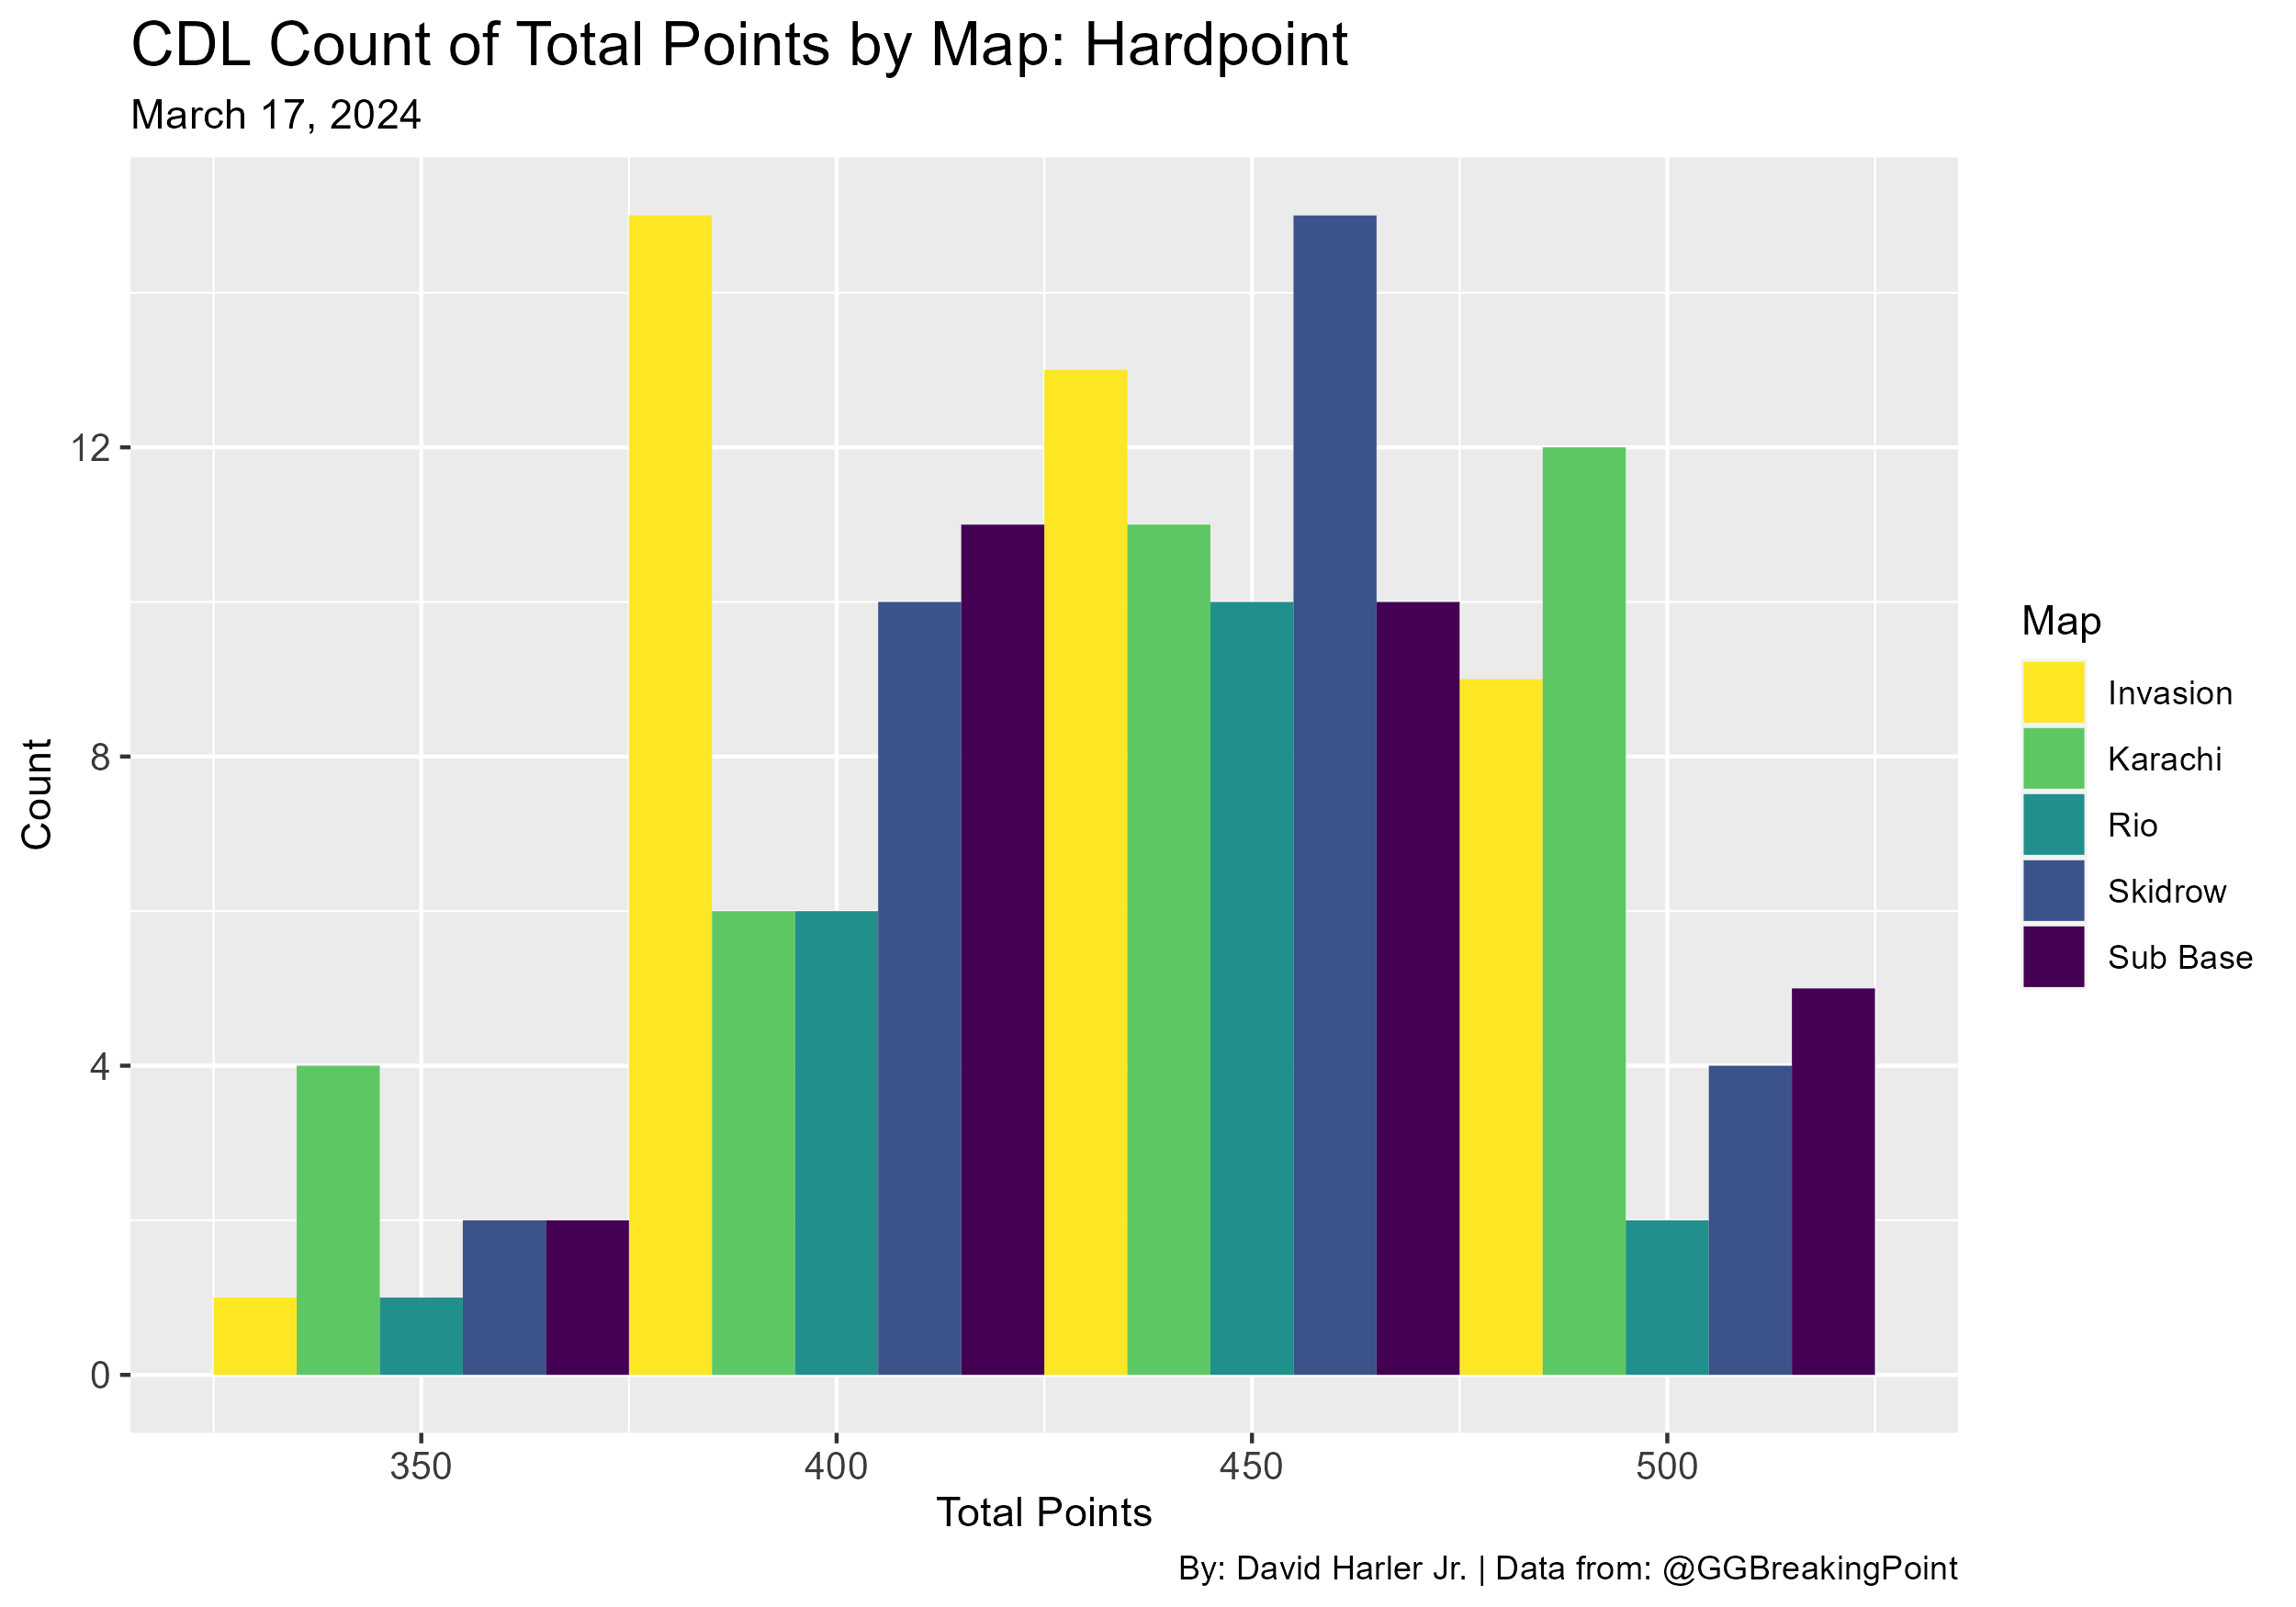 CDL Count of Total Points by Map: Hardpoint
March 17, 2024
Count
12
8
4
0
350 400 450 500
Total Points
Map
Invasion
Karachi
Rio
Skidrow
Sub Base
By: David Harler Jr. | Data from: @GGBreakingPoint